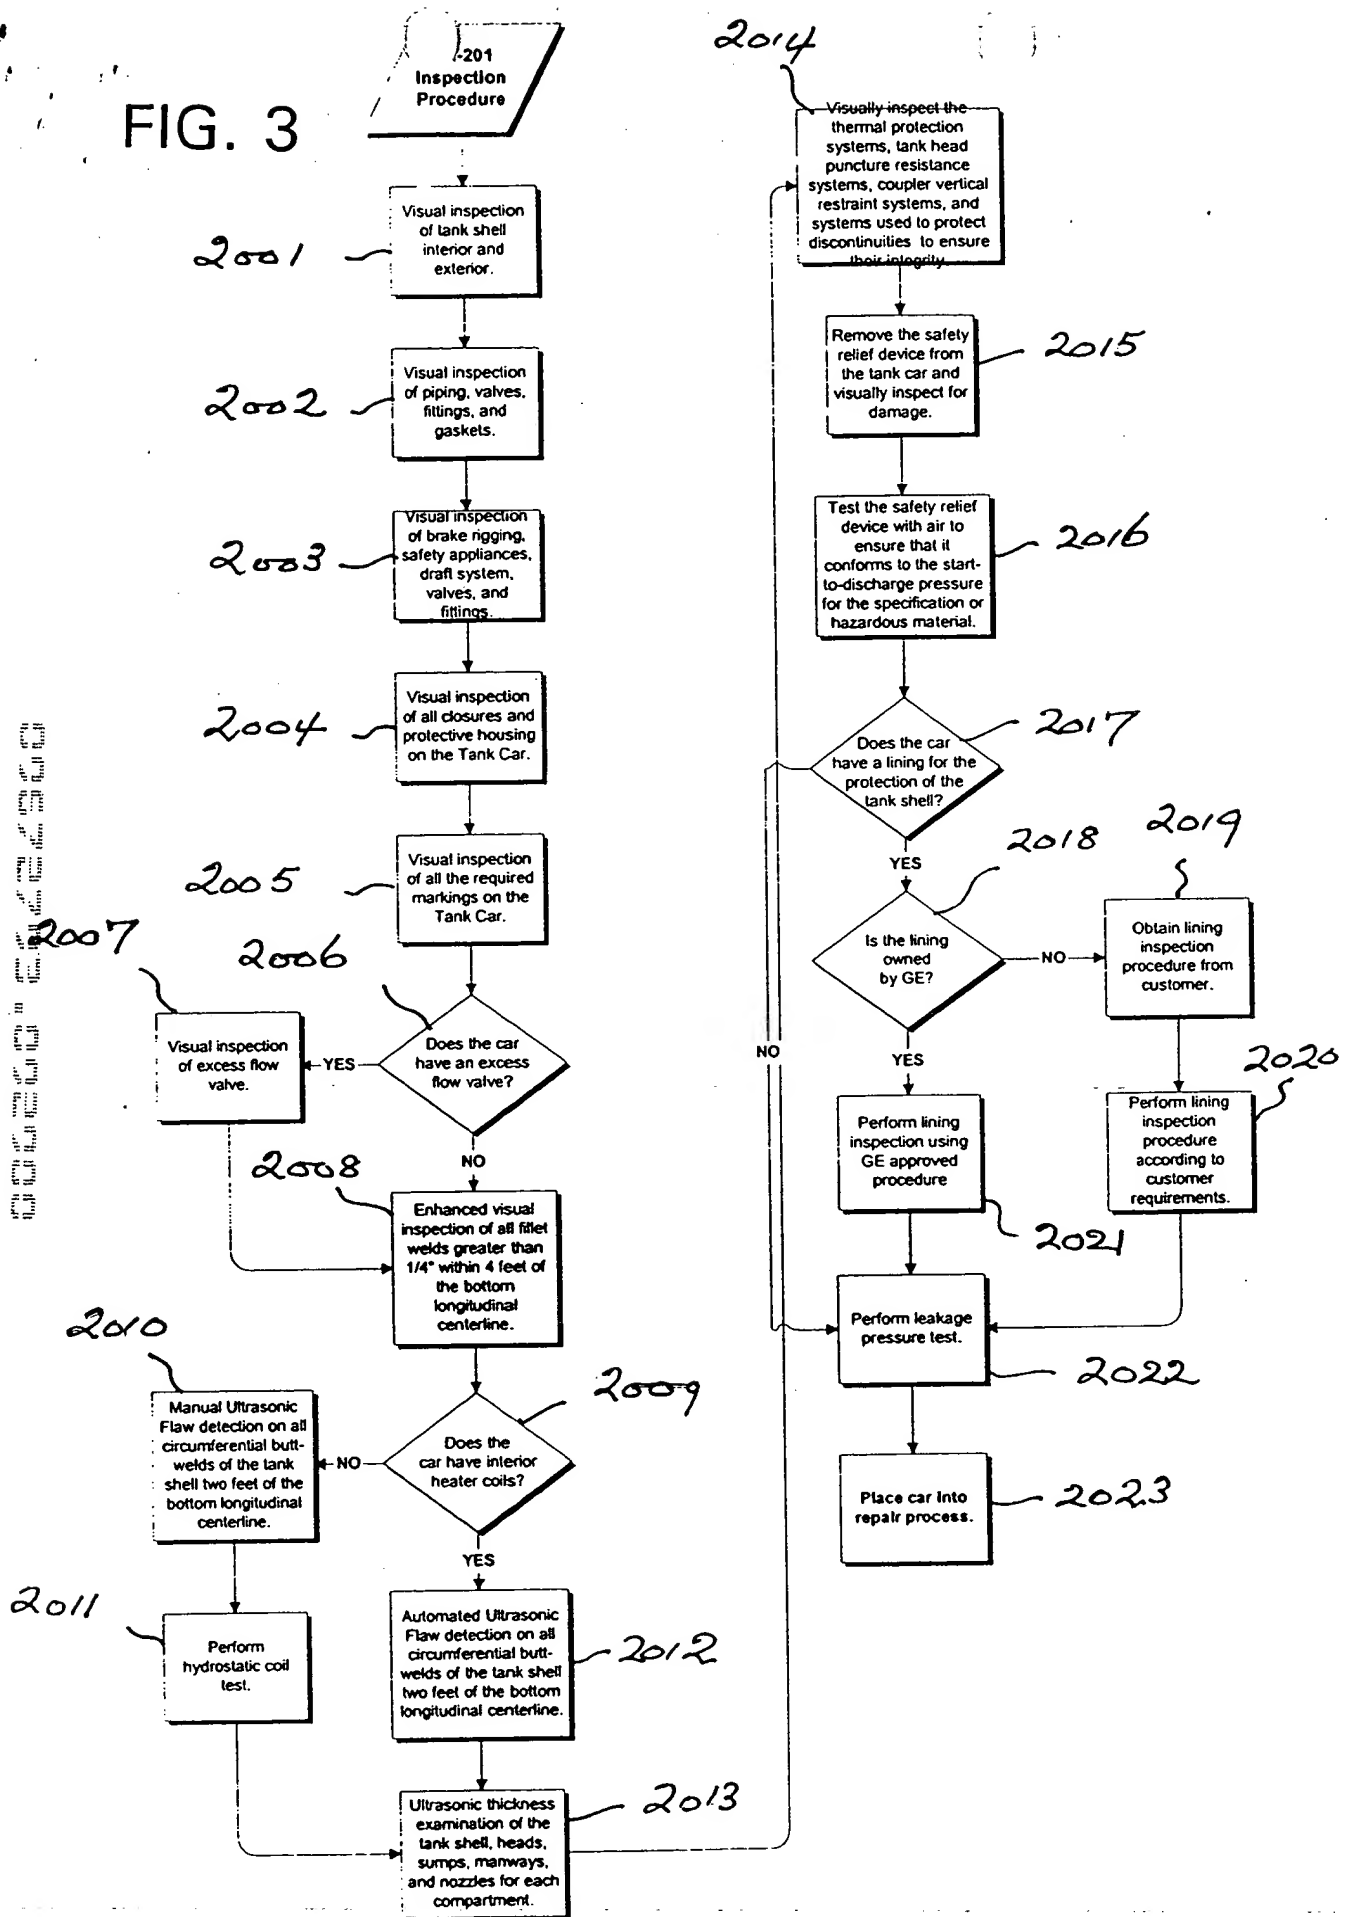 FIG. 3
-201
Inspection
Procedure
2001
Visual inspection
of tank shell
interior and
exterior.
2002
Visual inspection
of piping, valves,
fittings, and
gaskets.
2003
Visual inspection
of brake rigging,
safety appliances,
draft system,
valves, and
fittings.
2004
Visual inspection
of all closures and
protective housing
on the Tank Car.
2005
Visual inspection
of all the required
markings on the
Tank Car.
2006
Does the car
have an excess
flow valve?
YES
NO
2007
Visual inspection
of excess flow
valve.
2008
Enhanced visual
inspection of all fillet
welds greater than
1/4" within 4 feet of
the bottom
longitudinal
centerline.
2009
Does the
car have interior
heater coils?
NO
YES
2010
Manual Ultrasonic
Flaw detection on all
circumferential butt-
welds of the tank
shell two feet of the
bottom longitudinal
centerline.
2011
Perform
hydrostatic coil
test.
2012
Automated Ultrasonic
Flaw detection on all
circumferential butt-
welds of the tank shell
two feet of the bottom
longitudinal centerline.
2013
Ultrasonic thickness
examination of the
tank shell, heads,
sumps, manways,
and nozzles for each
compartment.
2014
Visually inspect the
thermal protection
systems, tank head
puncture resistance
systems, coupler vertical
restraint systems, and
systems used to protect
discontinuities to ensure
their integrity.
2015
Remove the safety
relief device from
the tank car and
visually inspect for
damage.
2016
Test the safety relief
device with air to
ensure that it
conforms to the start-
to-discharge pressure
for the specification or
hazardous material.
2017
Does the car
have a lining for the
protection of the
tank shell?
YES
NO
2018
Is the lining
owned
by GE?
NO
YES
2019
Obtain lining
inspection
procedure from
customer.
2020
Perform lining
inspection
procedure
according to
customer
requirements.
2021
Perform lining
inspection using
GE approved
procedure
2022
Perform leakage
pressure test.
2023
Place car into
repair process.